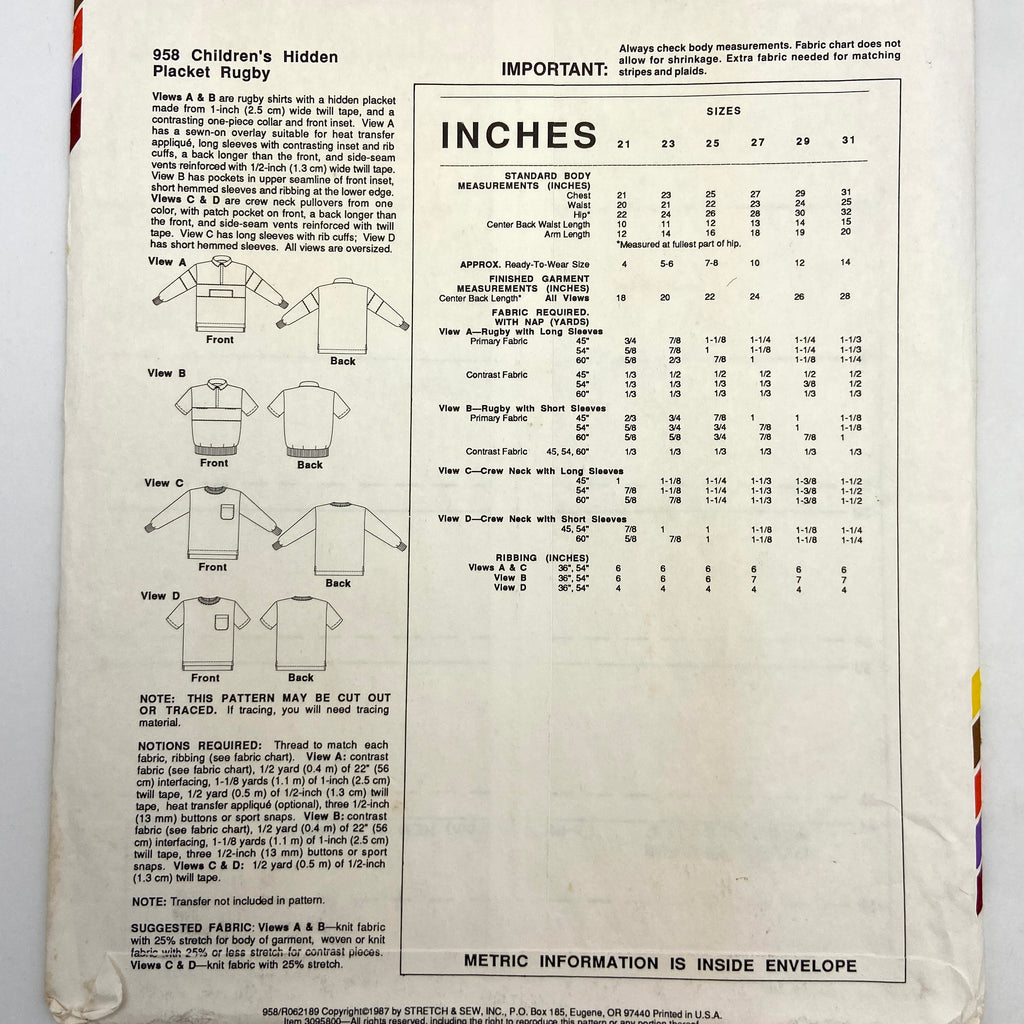 958 Children's Hidden
Placket Rugby
Views A & B are rugby shirts with a hidden placket
made from 1-inch (2.5 cm) wide twill tape, and a
contrasting one-piece collar and front inset. View A
has a sewn-on overlay suitable for heat transfer
appliqué, long sleeves with contrasting inset and rib
cuffs, a back longer than the front, and side-seam
vents reinforced with 1/2-inch (1.3 cm) wide twill tape.
View B has pockets in upper seamline of front inset,
short hemmed sleeves and ribbing at the lower edge.
Views C & D are crew neck pullovers from one
color, with patch pocket on front, a back longer than
the front, and side-seam vents reinforced with twill
tape. View C has long sleeves with rib cuffs; View D
has short hemmed sleeves. All views are oversized.
View A
Front
Back
View B
Front
Back
View C
Front
Back
View D
Front
Back
NOTE: THIS PATTERN MAY BE CUT OUT
OR TRACED. If tracing, you will need tracing
material.
NOTIONS REQUIRED: Thread to match each
fabric, ribbing (see fabric chart). View A: contrast
fabric (see fabric chart), 1/2 yard (0.4 m) of 22" (56
cm) interfacing, 1-1/8 yards (1.1 m) of 1-inch (2.5 cm)
twill tape, 1/2 yard (0.5 m) of 1/2-inch (1.3 cm) twill
tape, heat transfer appliqué (optional), three 1/2-inch
(13 mm) buttons or sport snaps. View B: contrast
fabric (see fabric chart), 1/2 yard (0.4 m) of 22" (56
cm) interfacing, 1-1/8 yards (1.1 m) of 1-inch (2.5 cm)
twill tape, three 1/2-inch (13 mm) buttons or sport
snaps. Views C & D: 1/2 yard (0.5 m) of 1/2-inch
(1.3 cm) twill tape.
NOTE: Transfer not included in pattern.
SUGGESTED FABRIC: Views A & B—knit fabric
with 25% stretch for body of garment, woven or knit
fabric with 25% or less stretch for contrast pieces.
Views C & D—knit fabric with 25% stretch.
IMPORTANT: Always check body measurements. Fabric chart does not
allow for shrinkage. Extra fabric needed for matching
stripes and plaids.
SIZES
INCHES 21 23 25 27 29 31
STANDARD BODY
MEASUREMENTS (INCHES)
Chest 21 23 25 27 29 31
Waist 20 21 22 23 24 25
Hip* 22 24 26 28 30 32
Center Back Waist Length 10 11 12 13 14 15
Arm Length 12 14 16 18 19 20
*Measured at fullest part of hip.
APPROX. Ready-To-Wear Size 4 5-6 7-8 10 12 14
FINISHED GARMENT
MEASUREMENTS (INCHES)
Center Back Length* All Views 18 20 22 24 26 28
FABRIC REQUIRED.
WITH NAP (YARDS)
View A—Rugby with Long Sleeves
Primary Fabric 45" 3/4 7/8 1-1/8 1-1/4 1-1/4 1-1/3
54" 5/8 7/8 1 1-1/8 1-1/4 1-1/3
60" 5/8 2/3 7/8 1 1-1/8 1-1/4
Contrast Fabric 45" 1/3 1/2 1/2 1/2 1/2 1/2
54" 1/3 1/3 1/3 1/3 3/8 1/2
60" 1/3 1/3 1/3 1/3 1/3 1/3
View B—Rugby with Short Sleeves
Primary Fabric 45" 2/3 3/4 7/8 1 1 1-1/8
54" 5/8 3/4 3/4 7/8 1 1-1/8
60" 5/8 5/8 3/4 7/8 7/8 1
Contrast Fabric 45, 54, 60" 1/3 1/3 1/3 1/3 1/3 1/3
View C—Crew Neck with Long Sleeves
45" 1 1-1/8 1-1/4 1-1/3 1-3/8 1-1/2
54" 7/8 1-1/8 1-1/4 1-1/3 1-3/8 1-1/2
60" 5/8 7/8 1-1/4 1-1/3 1-3/8 1-1/2
View D—Crew Neck with Short Sleeves
45, 54" 7/8 1 1 1-1/8 1-1/8 1-1/4
60" 5/8 7/8 1 1-1/8 1-1/8 1-1/4
RIBBING (INCHES)
Views A & C 36", 54" 6 6 6 6 6 6
View B 36", 54" 6 6 6 7 7 7
View D 36", 54" 4 4 4 4 4 4
METRIC INFORMATION IS INSIDE ENVELOPE
958/R062189 Copyright©1987 by STRETCH & SEW, INC., P.O. Box 185, Eugene, OR 97440 Printed in U.S.A.
Item 3095800—All rights reserved, including the right to reproduce this pattern or any portion thereof